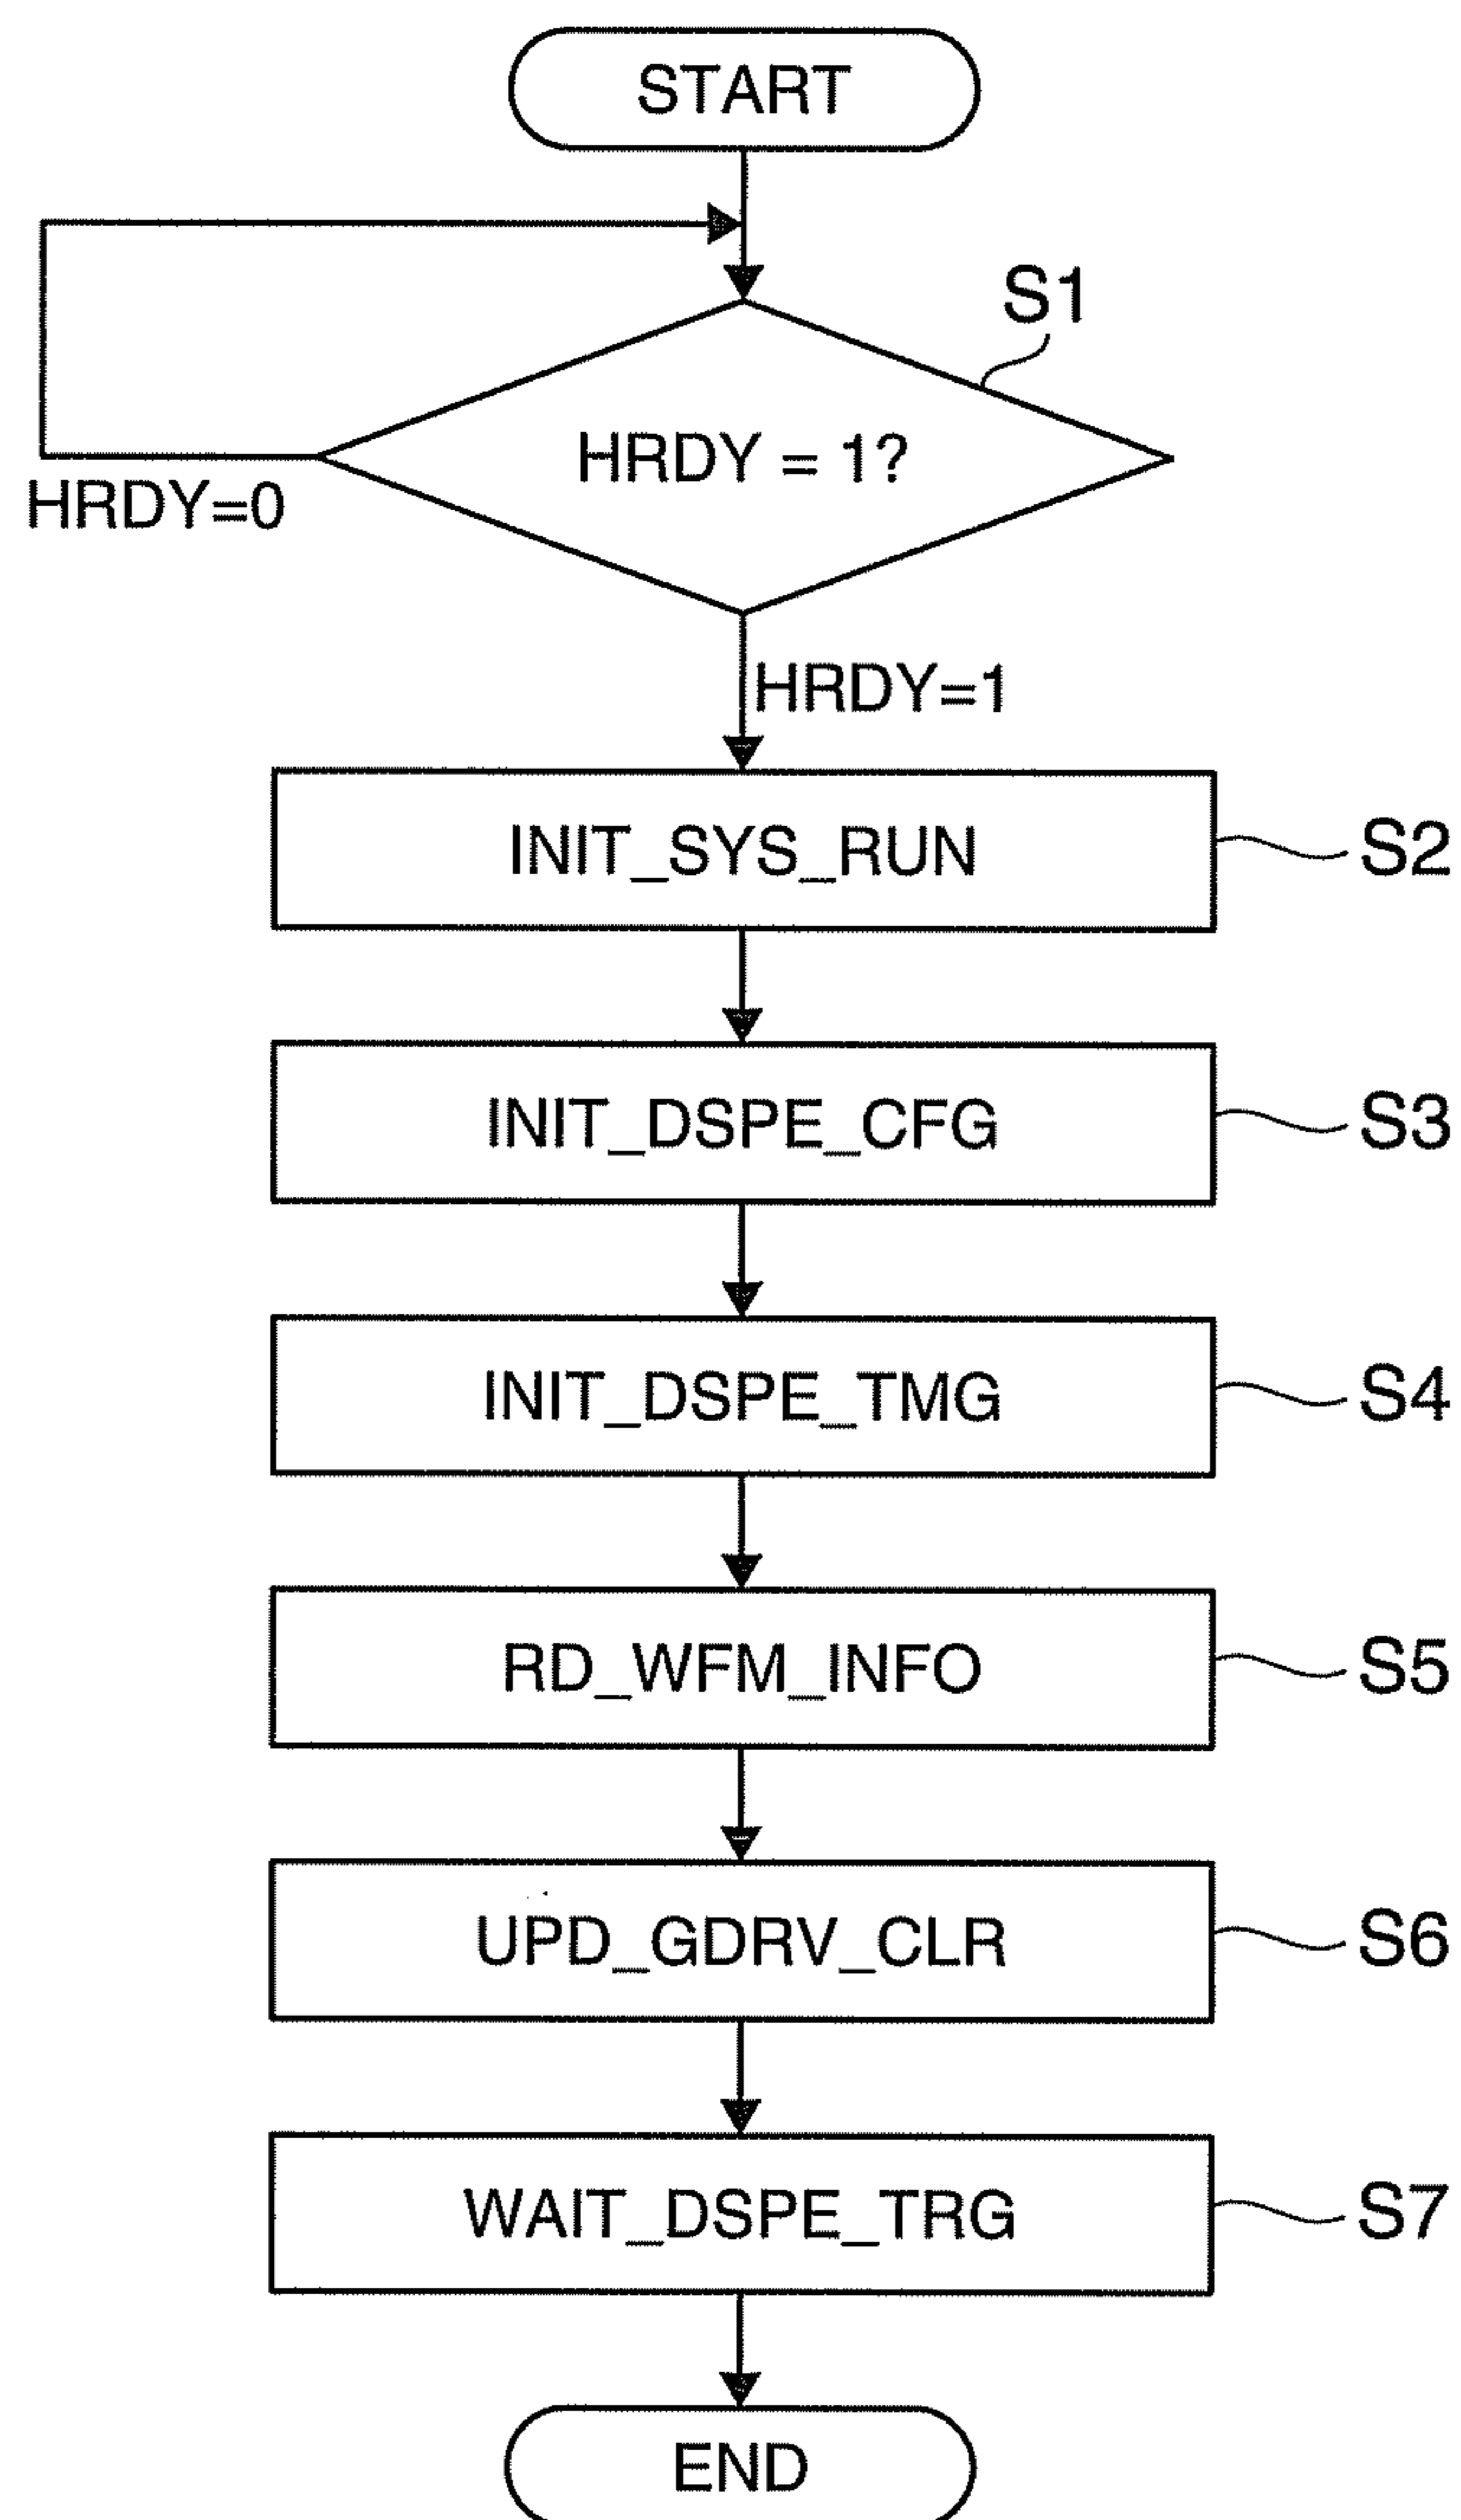 START
S1
HRDY = 1?
HRDY=0
HRDY=1
INIT_SYS_RUN
S2
INIT_DSPE_CFG
S3
INIT_DSPE_TMG
S4
RD_WFM_INFO
S5
UPD_GDRV_CLR
S6
WAIT_DSPE_TRG
S7
END